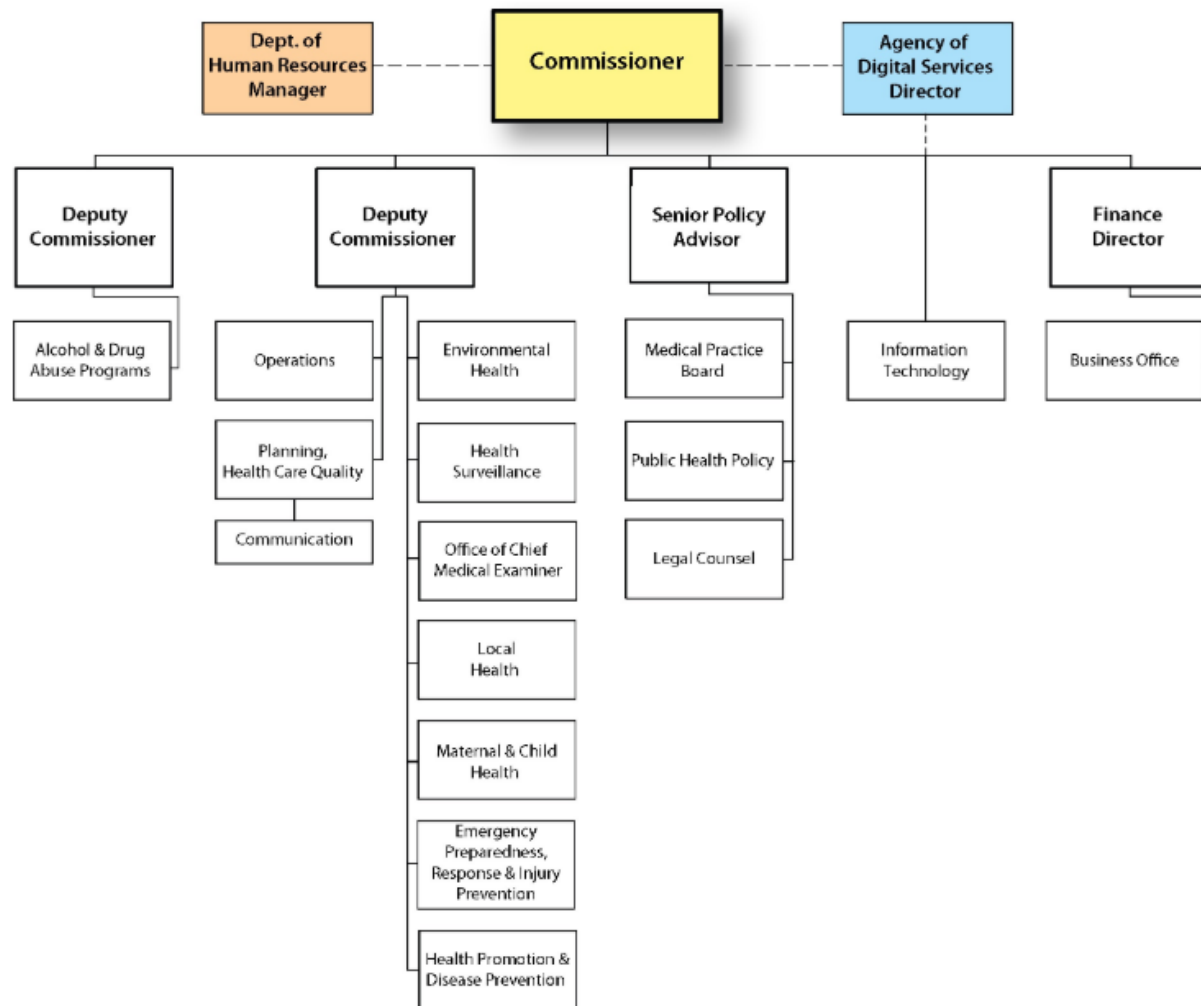 Dept. of
Human Resources
Manager
Commissioner
Agency of
Digital Services
Director
Deputy
Commissioner
Deputy
Commissioner
Senior Policy
Advisor
Finance
Director
Alcohol & Drug
Abuse Programs
Operations
Environmental
Health
Medical Practice
Board
Information
Technology
Business Office
Planning,
Health Care Quality
Health
Surveillance
Public Health Policy
Communication
Office of Chief
Medical Examiner
Legal Counsel
Local
Health
Maternal & Child
Health
Emergency
Preparedness,
Response & Injury
Prevention
Health Promotion &
Disease Prevention